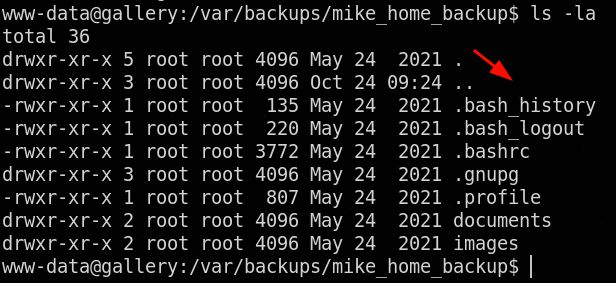 www-data@gallery:/var/backups/mike_home_backup$ ls -la
total 36
drwxr-xr-x 5 root root 4096 May 24  2021 .
drwxr-xr-x 3 root root 4096 Oct 24 09:24 ..
-rwxr-xr-x 1 root root  135 May 24  2021 .bash_history
-rwxr-xr-x 1 root root  220 May 24  2021 .bash_logout
-rwxr-xr-x 1 root root 3772 May 24  2021 .bashrc
drwxr-xr-x 3 root root 4096 May 24  2021 .gnupg
-rwxr-xr-x 1 root root  807 May 24  2021 .profile
drwxr-xr-x 2 root root 4096 May 24  2021 documents
drwxr-xr-x 2 root root 4096 May 24  2021 images
www-data@gallery:/var/backups/mike_home_backup$